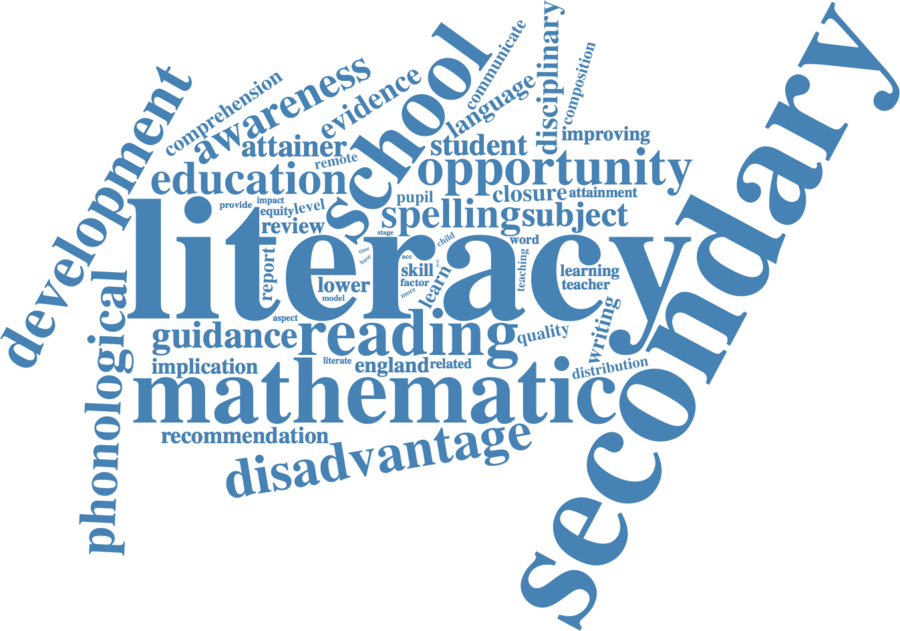 secondary
communicate
disciplinary
composition
school
language
development
comprehension
awareness
evidence
attainer
remote
student
improving
opportunity
education
closure
attainment
pupil
provide
impact
equity
level
review
spelling
subject
literacy
stage
child
word
time
base
acc
report
lower
model
skill
factor
more
learn
teaching
learning
teacher
aspect
phonological
guidance
reading
quality
writing
implication
literate
england
related
distribution
mathematic
recommendation
disadvantage